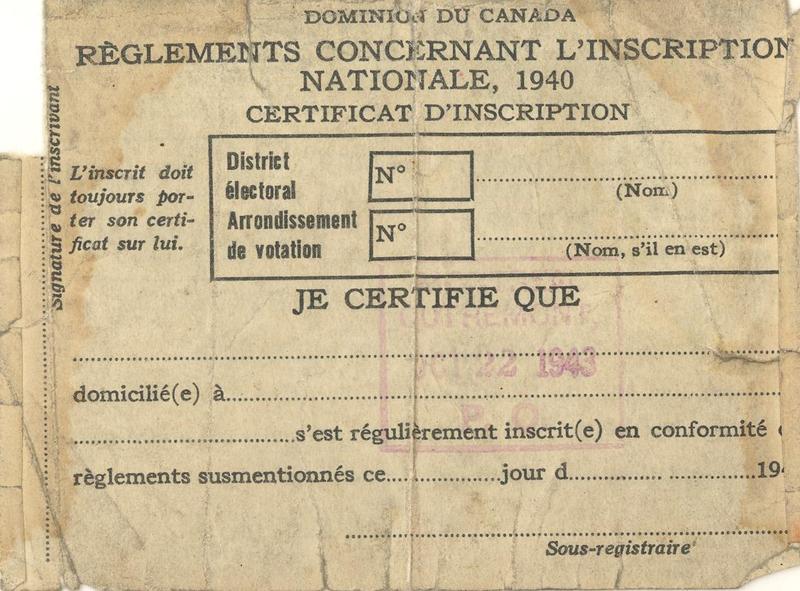 DOMINION DU CANADA
RÈGLEMENTS CONCERNANT L'INSCRIPTION
NATIONALE, 1940
CERTIFICAT D'INSCRIPTION
Signature de l'inscrivant
L'inscrit doit
toujours por-
ter son certi-
ficat sur lui.
District
électoral
N°
(Nom)
Arrondissement
de votation
N°
(Nom, s'il en est)
JE CERTIFIE QUE
OUTREMONT,
22 1943
P. Q.
domicilié(e) à
s'est régulièrement inscrit(e) en conformité
règlements susmentionnés ce jour d 194
Sous-registraire